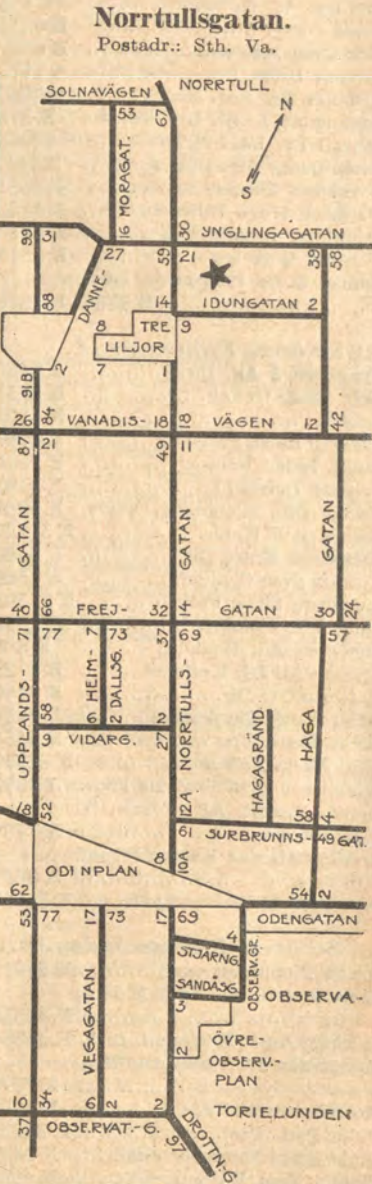 Norrtullsgatan.
Postadr.: Sth. Va.
NORRTULL
SOLNAVÄGEN
53 67
N
S
MORAGAT.
16 30
YNGLINGAGATAN
99 31 27 59 21 39 58
DANNE-
88 14 IDUNGATAN 2
8 TRE 9
LILJOR
2 7 1
91B
26 84 VANADIS- 18 18 VÄGEN 12 42
87 21 49 11
GATAN GATAN GATAN
40 66 FREJ- 32 14 GATAN 30 24
71 77 7 73 37 69 57
UPPLANDS-
HEIM-
DALLSG.
NORRTULLS-
HAGAGRÄND
HAGA
58 6 2 2
9 VIDARG. 27
18 52 12A 58 4
61 SURBRUNNS- 49 GAT.
8 10A
ODINPLAN
62 54 2
53 77 17 73 17 69 ODENGATAN
4
STJÄRNG.
SANDÅSG.
OBSERV.GR.
VEGAGATAN
3 OBSERVA-
2 ÖVRE-
OBSERV.-
PLAN
10 34 6 2 2 TORIELUNDEN
37 OBSERVAT.-G. 97 DROTTN:G